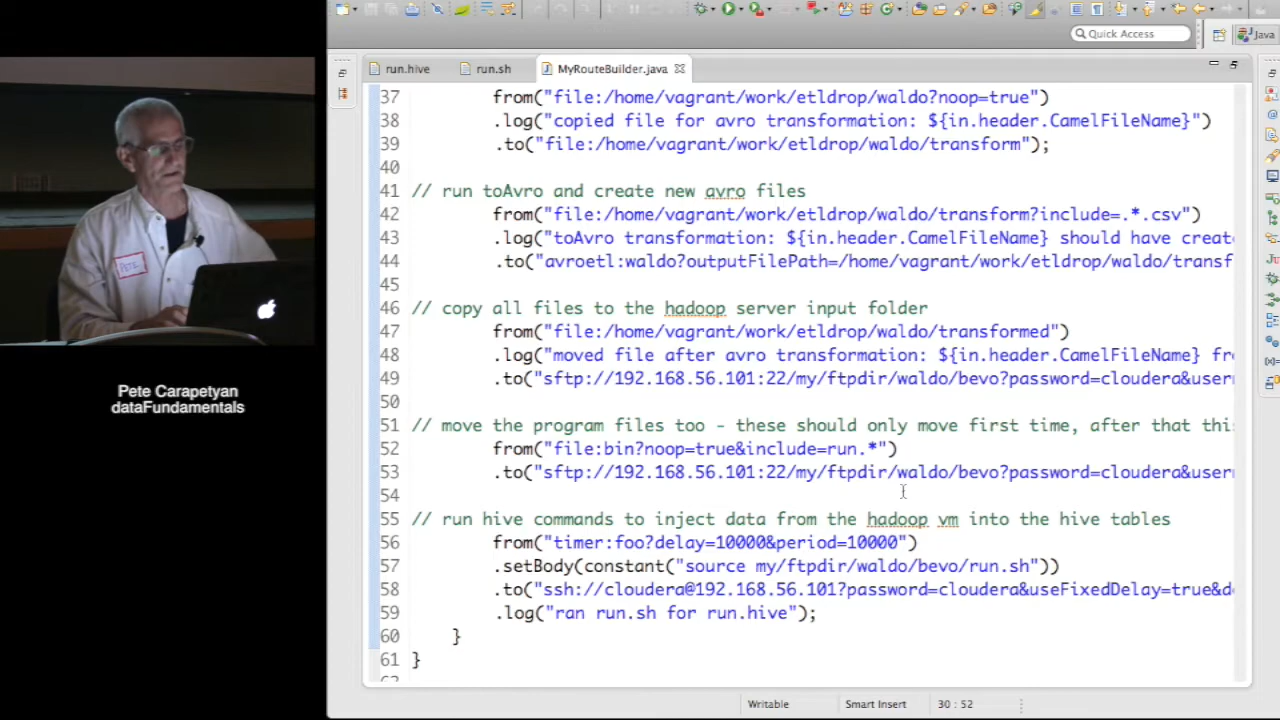 Quick Access
Java
run.hive
run.sh
MyRouteBuilder.java
37 from("file:/home/vagrant/work/etldrop/waldo?noop=true")
38 .log("copied file for avro transformation: ${in.header.CamelFileName}")
39 .to("file:/home/vagrant/work/etldrop/waldo/transform");
40
41 // run toAvro and create new avro files
42 from("file:/home/vagrant/work/etldrop/waldo/transform?include=.*.csv")
43 .log("toAvro transformation: ${in.header.CamelFileName} should have creat
44 .to("avroetl:waldo?outputFilePath=/home/vagrant/work/etldrop/waldo/transf
45
46 // copy all files to the hadoop server input folder
47 from("file:/home/vagrant/work/etldrop/waldo/transformed")
48 .log("moved file after avro transformation: ${in.header.CamelFileName} fr
49 .to("sftp://192.168.56.101:22/my/ftpdir/waldo/bevo?password=cloudera&user
50
51 // move the program files too - these should only move first time, after that thi
52 from("file:bin?noop=true&include=run.*")
53 .to("sftp://192.168.56.101:22/my/ftpdir/waldo/bevo?password=cloudera&user
54
55 // run hive commands to inject data from the hadoop vm into the hive tables
56 from("timer:foo?delay=10000&period=10000")
57 .setBody(constant("source my/ftpdir/waldo/bevo/run.sh"))
58 .to("ssh://cloudera@192.168.56.101?password=cloudera&useFixedDelay=true&d
59 .log("ran run.sh for run.hive");
60 }
61 }
Writable
Smart Insert
30 : 52
PETE
Pete Carapetyan
dataFundamentals